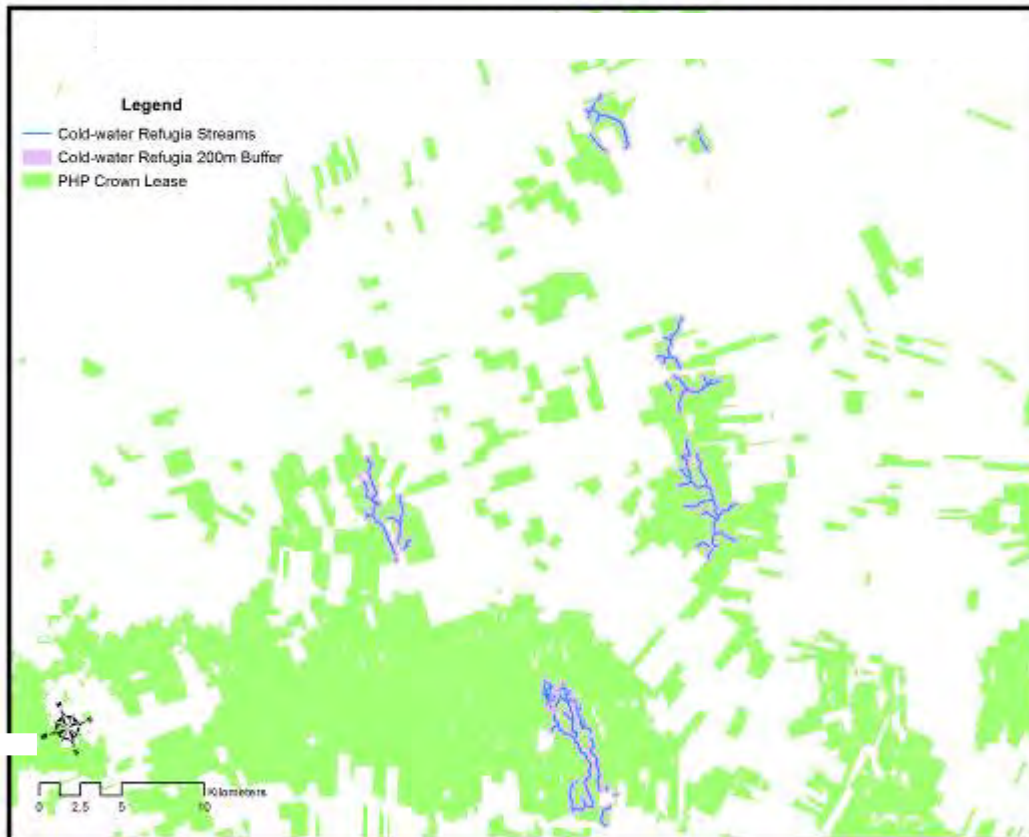 Legend
Cold-water Refugia Streams
Cold-water Refugia 200m Buffer
PHP Crown Lease
Kilometers
0 2.5 5 10